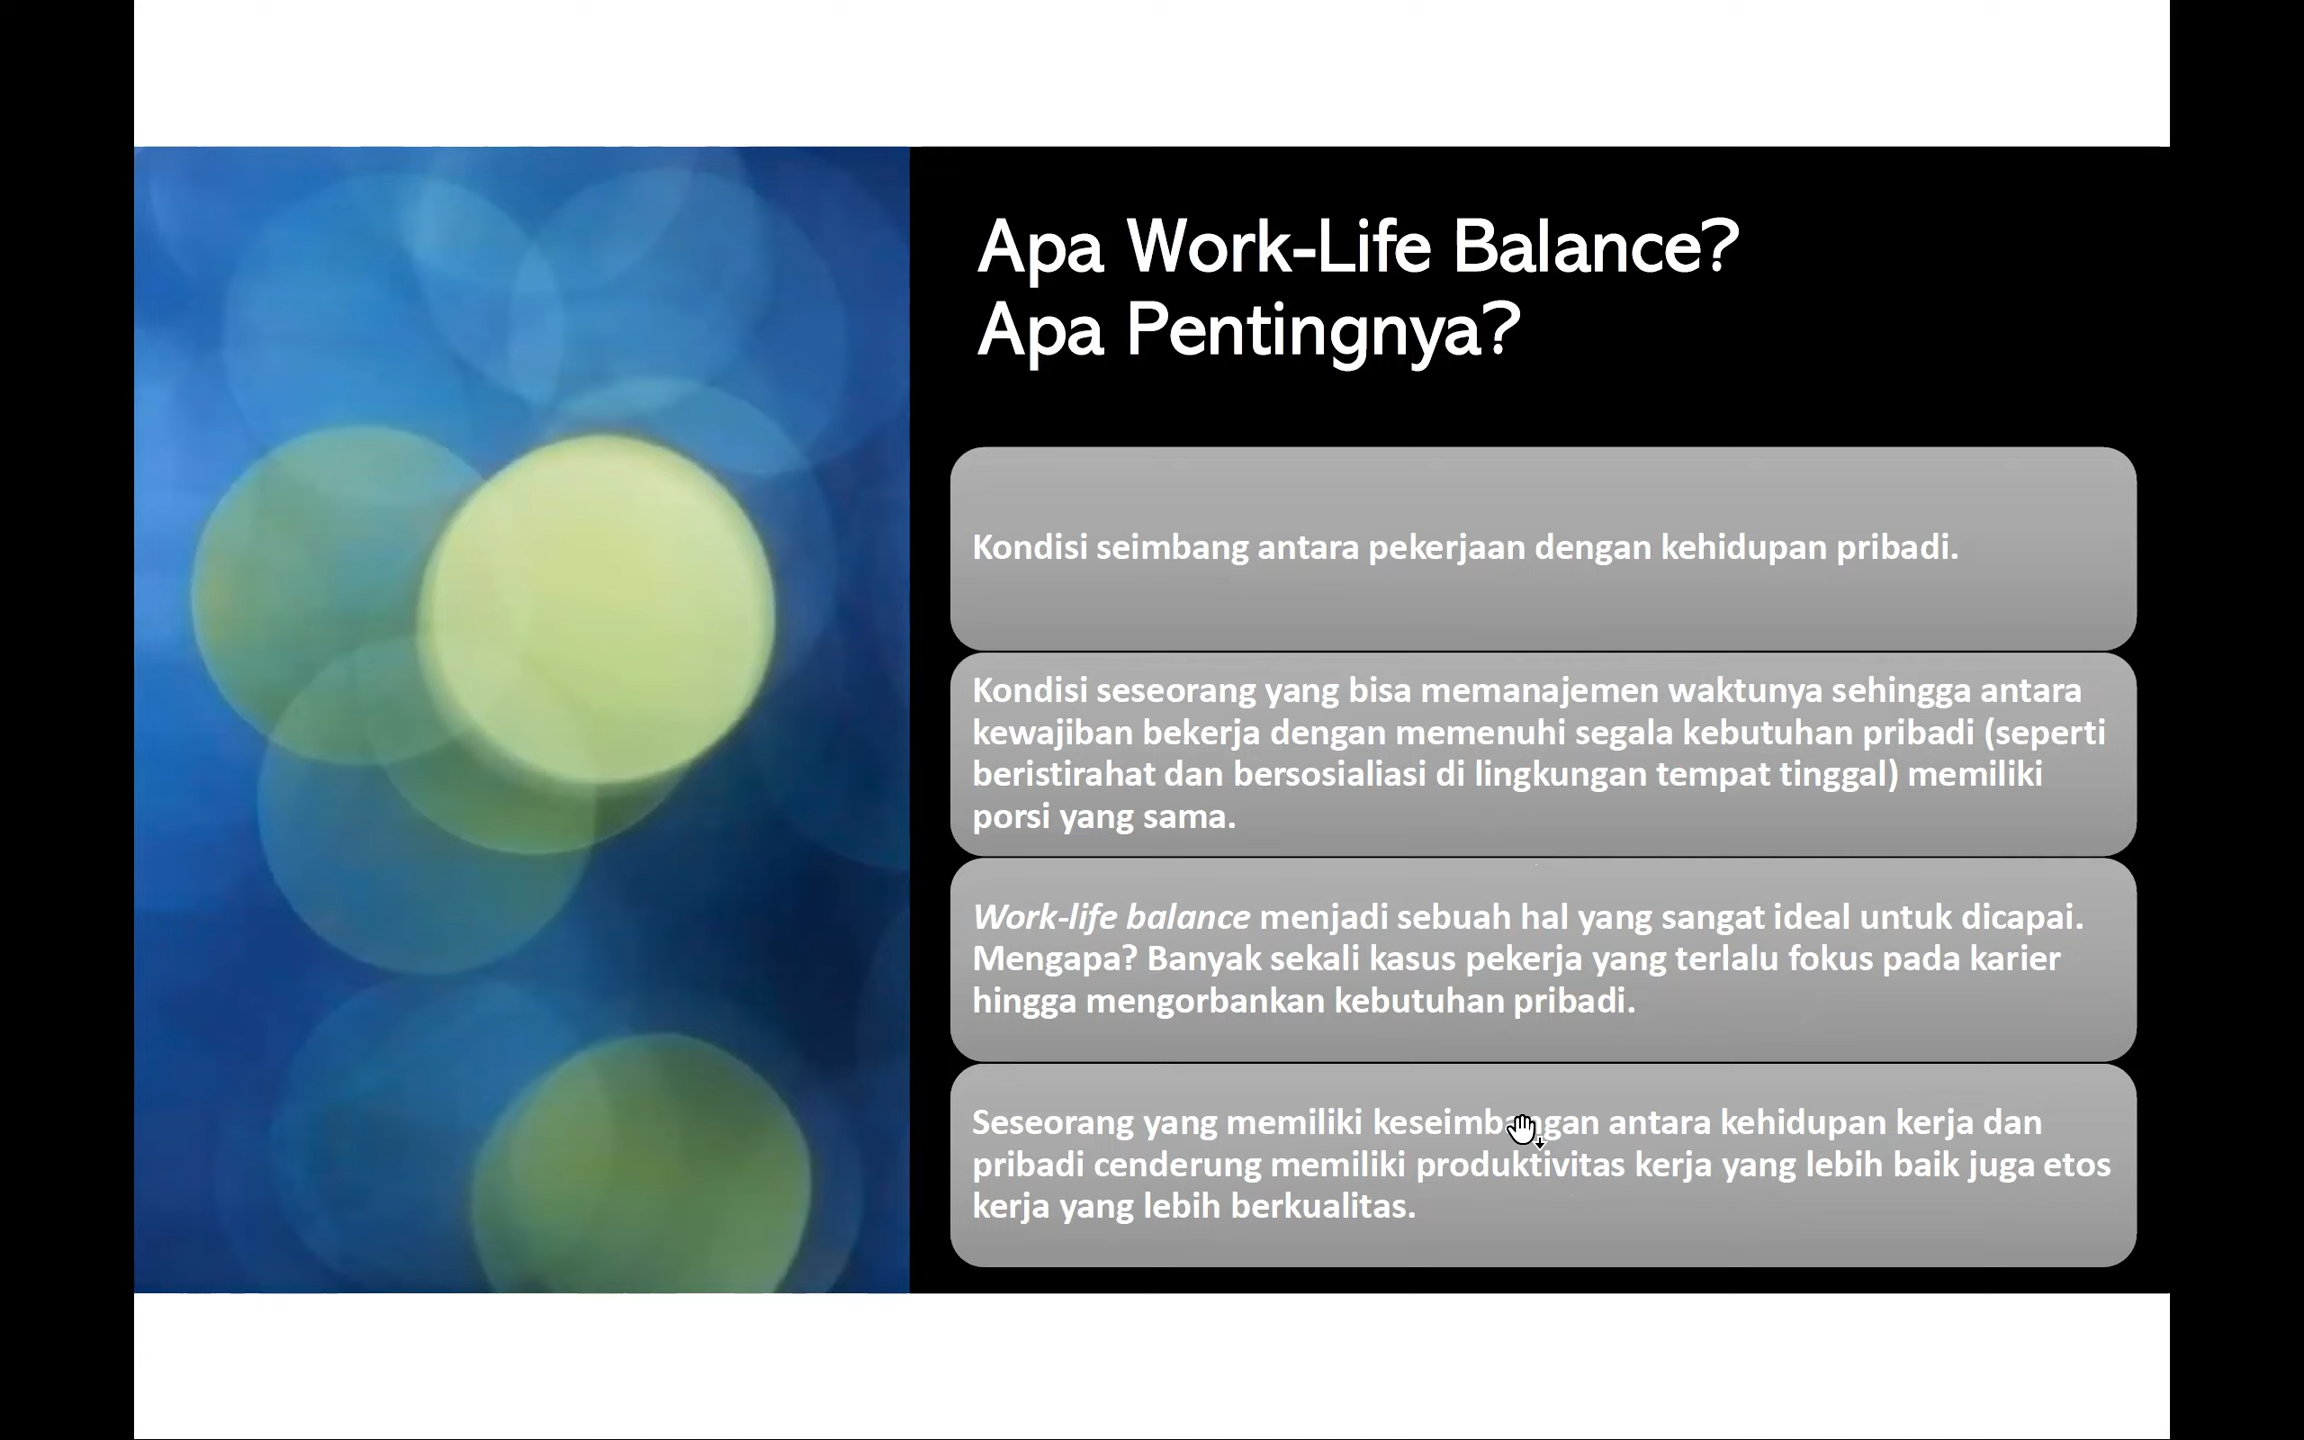 Apa Work-Life Balance?
Apa Pentingnya?
Kondisi seimbang antara pekerjaan dengan kehidupan pribadi.
Kondisi seseorang yang bisa memanajemen waktunya sehingga antara
kewajiban bekerja dengan memenuhi segala kebutuhan pribadi (seperti
beristirahat dan bersosialiasi di lingkungan tempat tinggal) memiliki
porsi yang sama.
Work-life balance menjadi sebuah hal yang sangat ideal untuk dicapai.
Mengapa? Banyak sekali kasus pekerja yang terlalu fokus pada karier
hingga mengorbankan kebutuhan pribadi.
Seseorang yang memiliki keseimbangan antara kehidupan kerja dan
pribadi cenderung memiliki produktivitas kerja yang lebih baik juga etos
kerja yang lebih berkualitas.